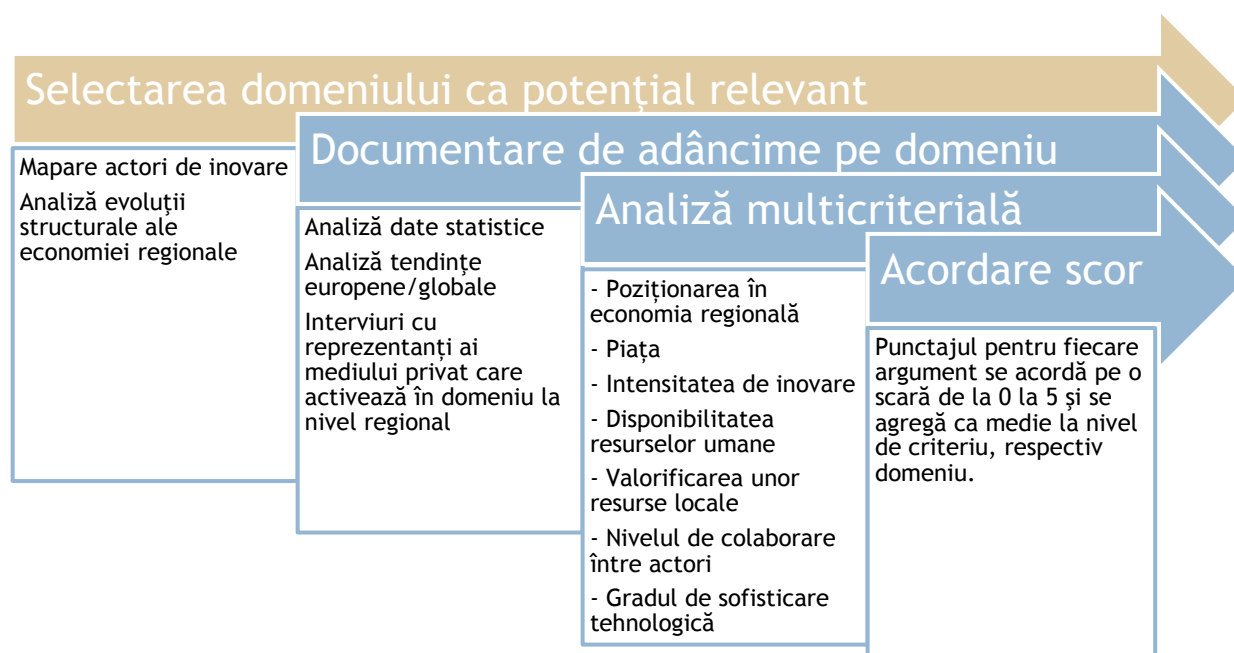 Selectarea domeniului ca potenţial relevant
Mapare actori de inovare
Analiză evoluţii
structurale ale
economiei regionale
Documentare de adâncime pe domeniu
Analiză date statistice
Analiză tendinţe
europene/globale
Interviuri cu
reprezentanţi ai
mediului privat care
activează în domeniu la
nivel regional
Analiză multicriterială
- Poziționarea în
economia regională
- Piața
- Intensitatea de inovare
- Disponibilitatea
resurselor umane
- Valorificarea unor
resurse locale
- Nivelul de colaborare
între actori
- Gradul de sofisticare
tehnologică
Acordare scor
Punctajul pentru fiecare
argument se acordă pe o
scară de la 0 la 5 și se
agregă ca medie la nivel
de criteriu, respectiv
domeniu.